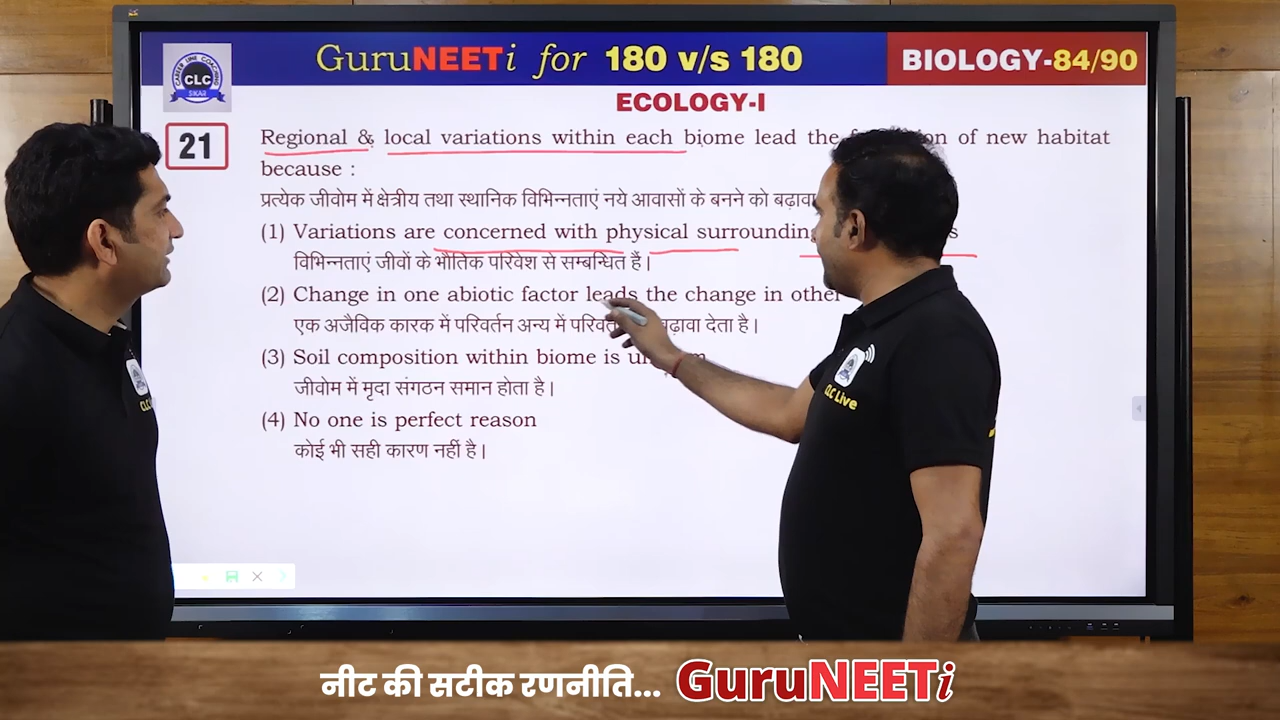 CAREER LINE COACHING
CLC
SIKAR
GuruNEETi for 180 v/s 180
BIOLOGY-84/90
ECOLOGY-I
21
Regional & local variations within each biome lead the of new habitat
because :
प्रत्येक जीवोम में क्षेत्रीय तथा स्थानिक विभिन्नताएं नये आवासों के बनने को
(1) Variations are concerned with physical
विभिन्नताएं जीवों के भौतिक परिवेश से सम्बन्धित हैं।
(2) Change in one abiotic factor leads the change in other
एक अजैविक कारक में परिवर्तन अन्य में देता है।
(3) Soil composition within biome is
जीवोम में मृदा संगठन समान होता है।
(4) No one is perfect reason
कोई भी सही कारण नहीं है।
CLC Live
नीट की सटीक रणनीति... GuruNEETi